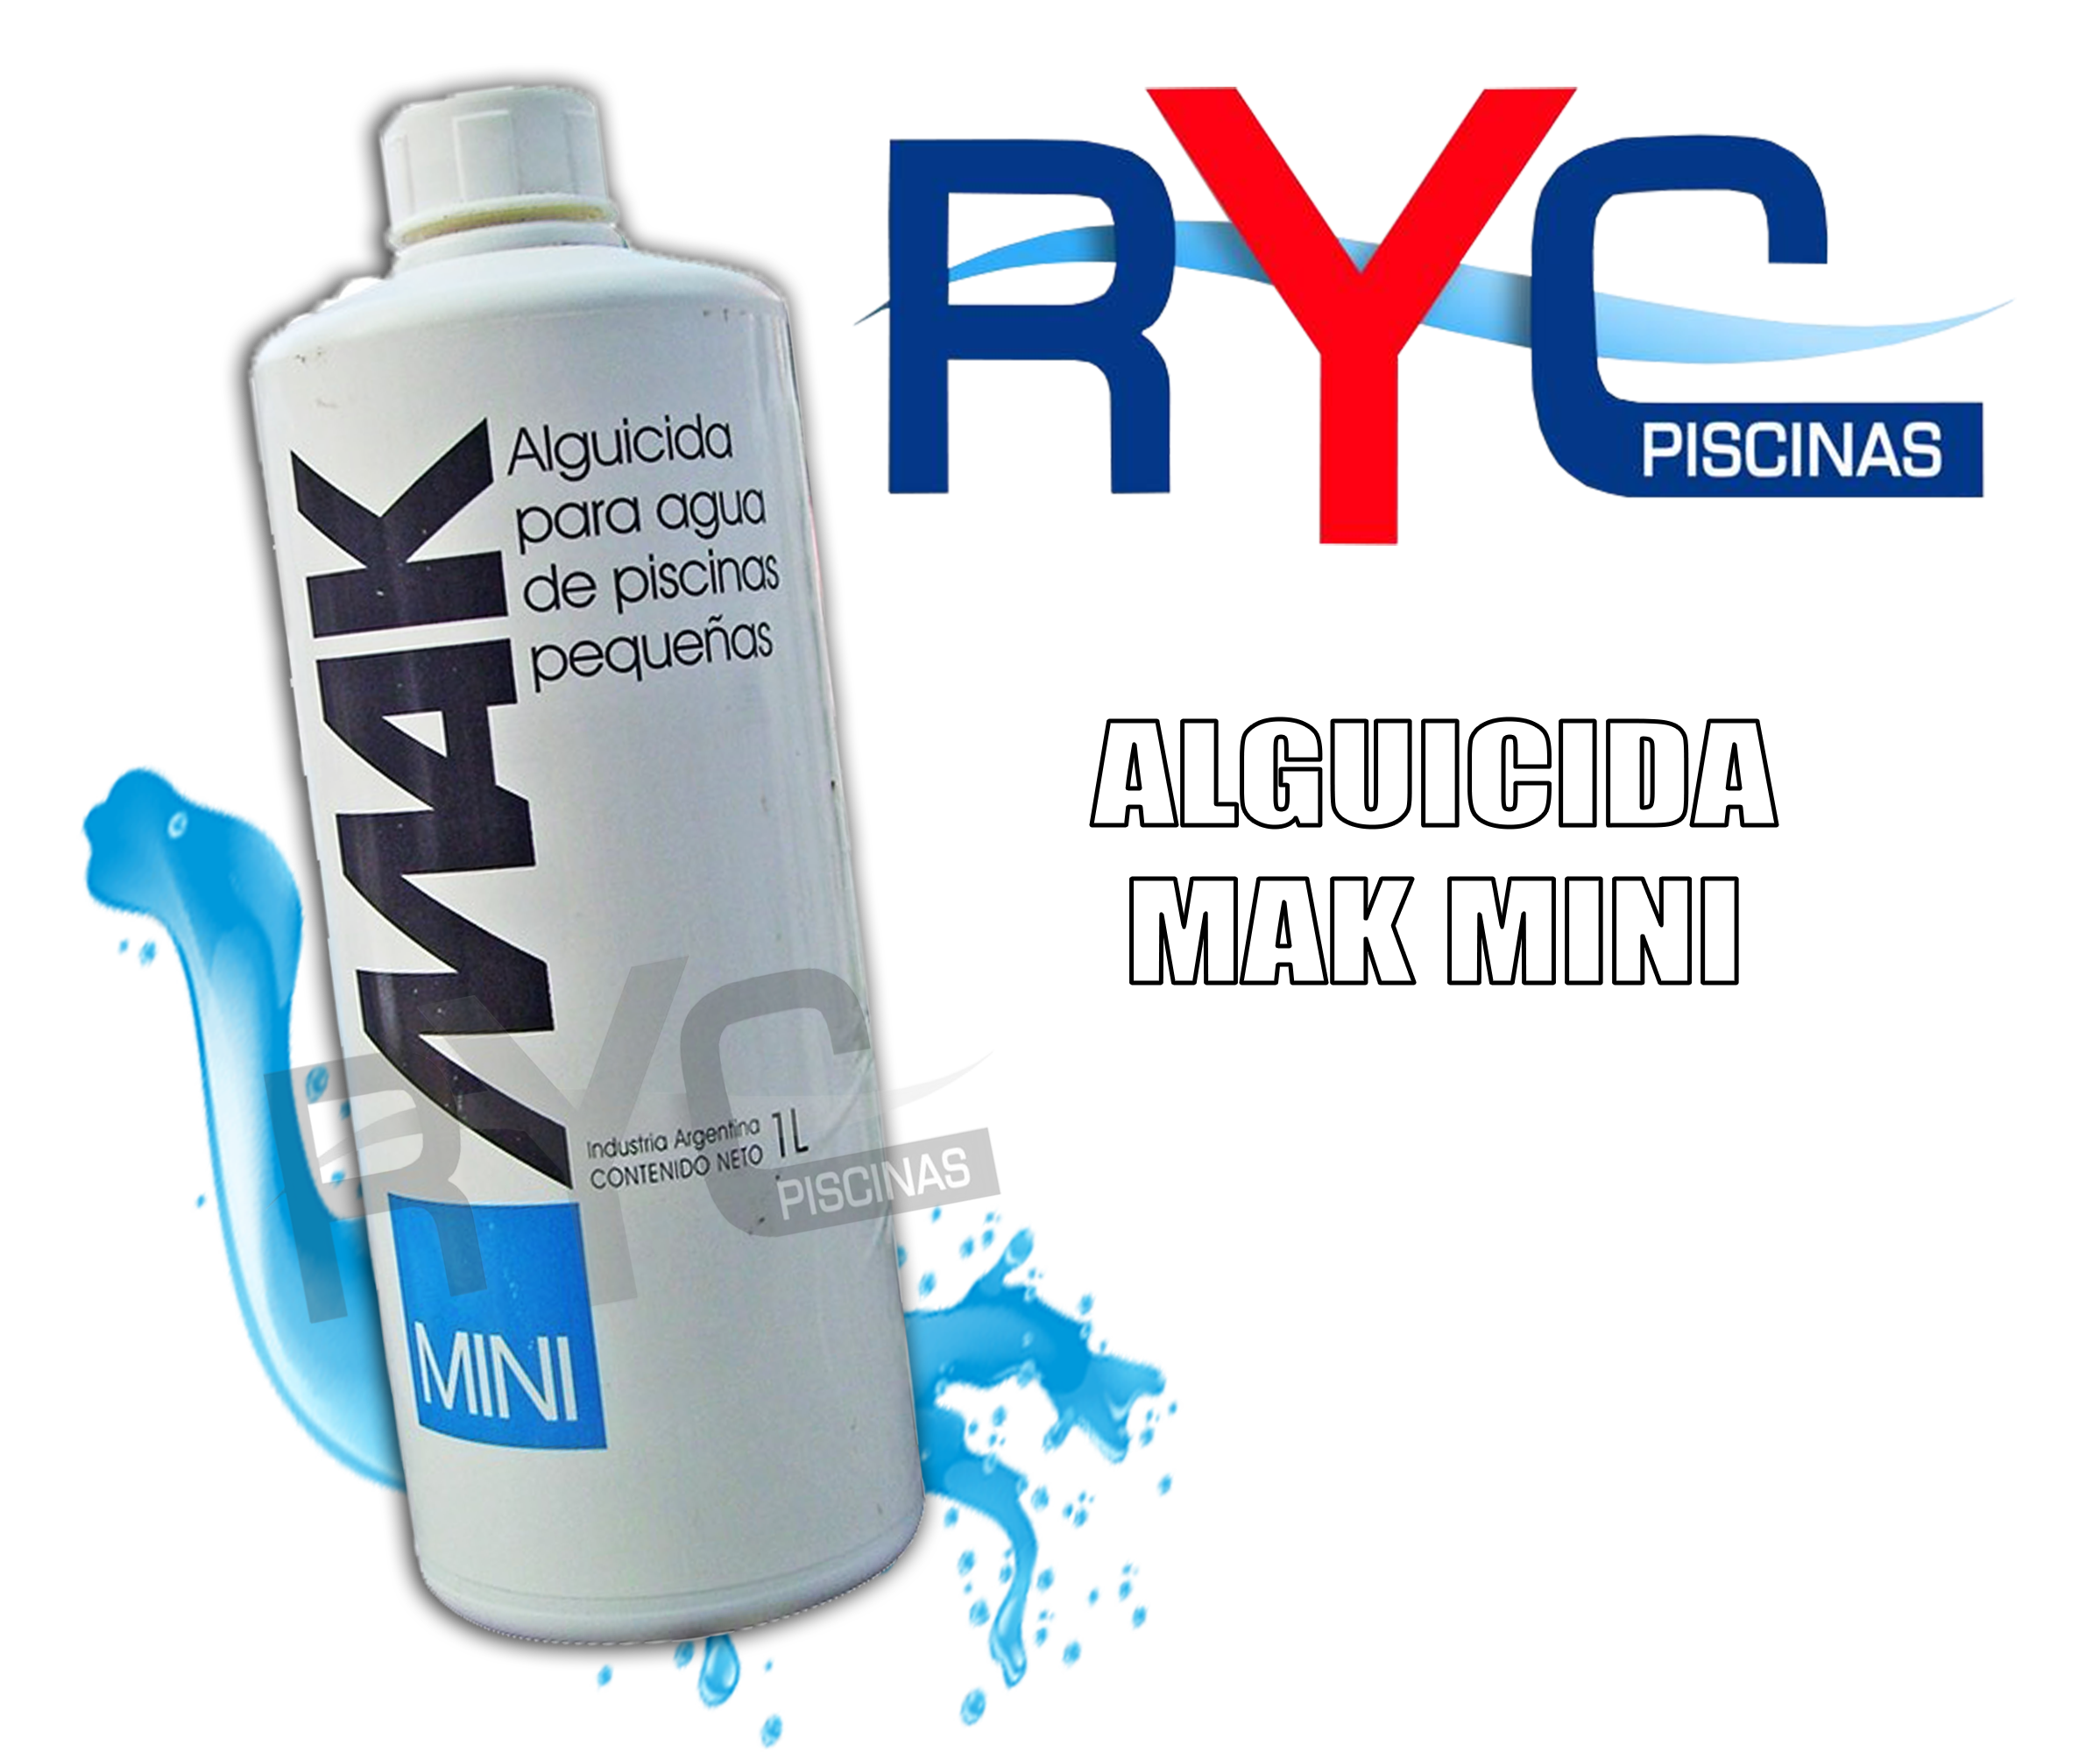 RYC
PISCINAS
ALGUICIDA
MAK MINI
MAK
Alguicida
para agua
de piscinas
pequeñas
Industria Argentina
CONTENIDO NETO 1L
MINI
RYC
PISCINAS